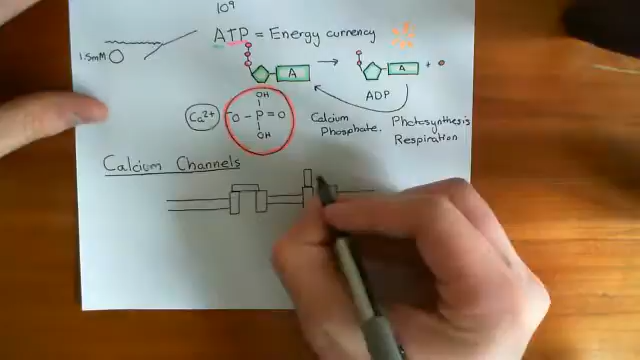 10⁹
ATP = Energy currency
1.5mM
A
A
+
ADP
Ca²⁺
OH
⁻O - P = O
OH
Calcium
Phosphate.
Photosynthesis
Respiration
Calcium Channels